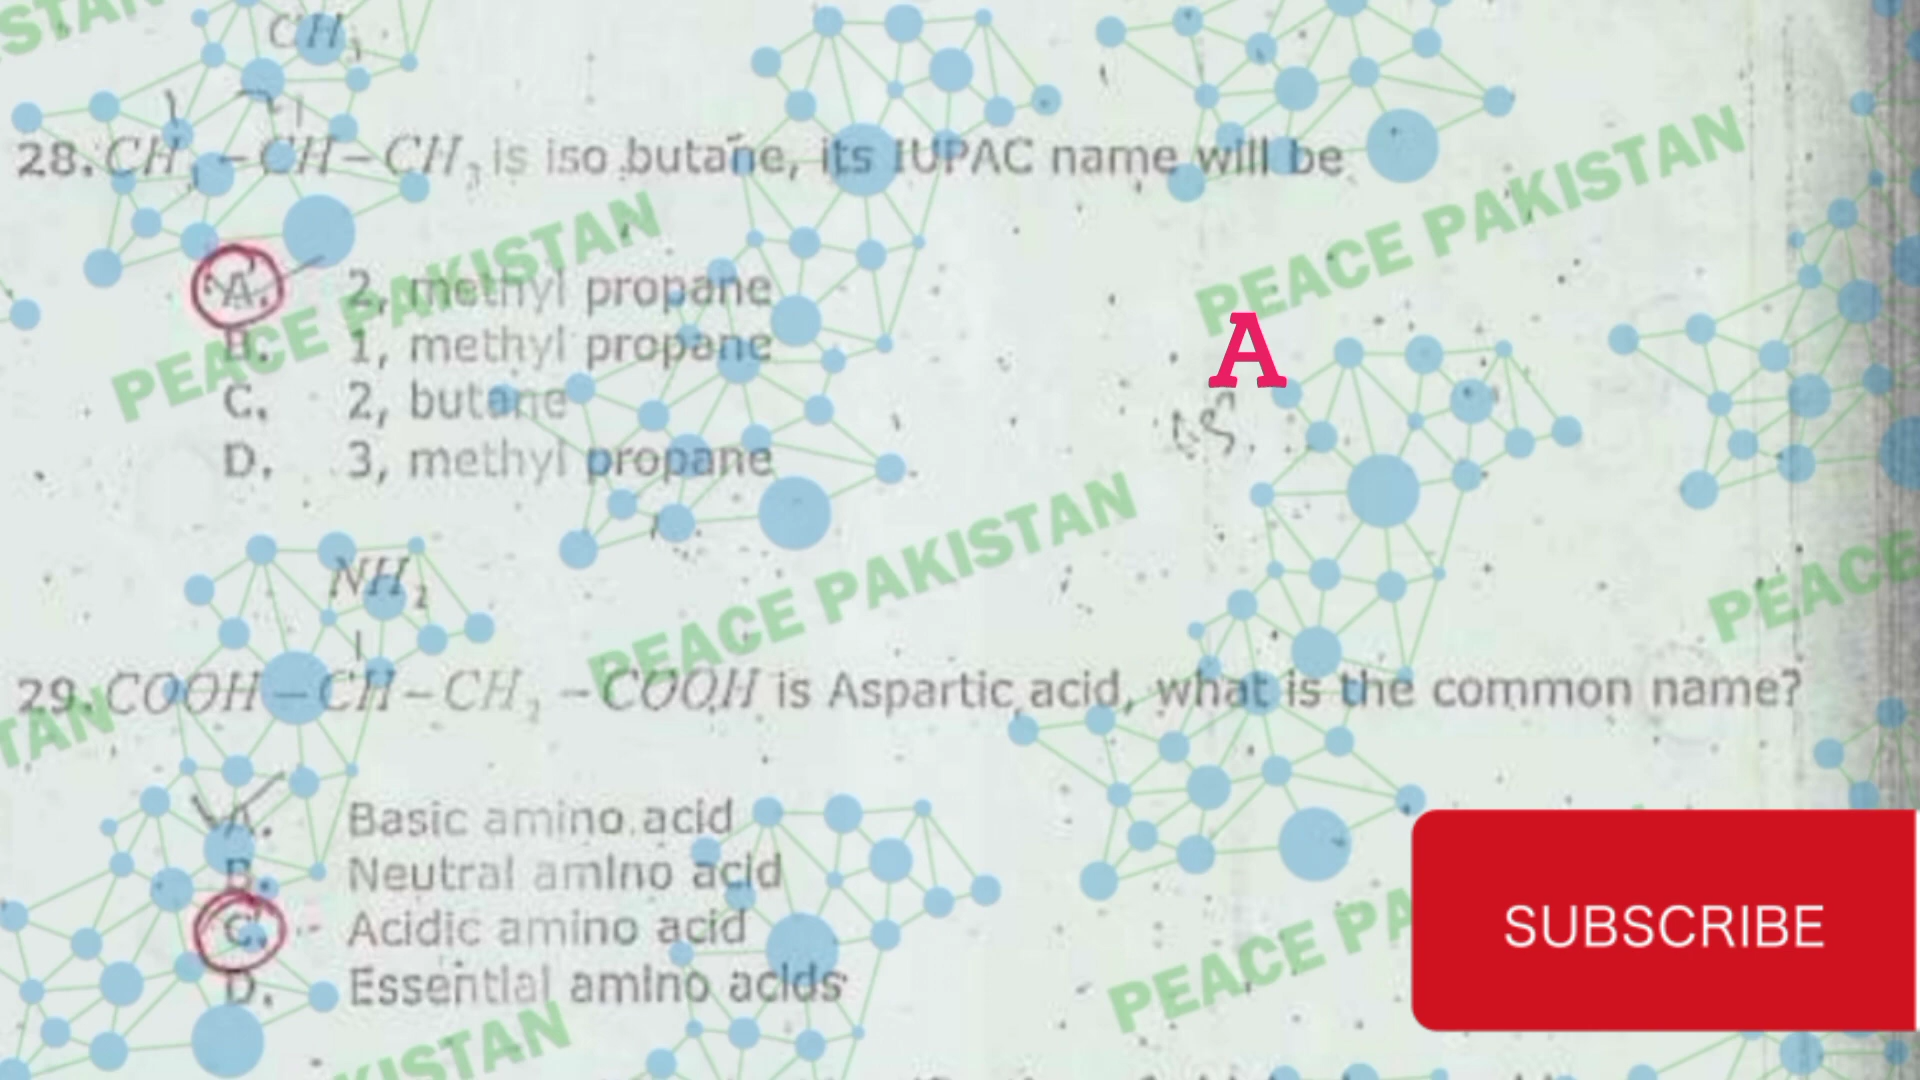 CH3
28. CH3 – CH – CH3 is iso butane, its IUPAC name will be
A. 2, methyl propane
B. 1, methyl propane
C. 2, butane
D. 3, methyl propane
A
NH2
29. COOH – CH – CH2 – COOH is Aspartic acid, what is the common name?
A. Basic amino acid
B. Neutral amino acid
C. Acidic amino acid
D. Essential amino acids
SUBSCRIBE
PEACE PAKISTAN
PEACE PAKISTAN
PEACE PAKISTAN
PEACE
PEACE PA